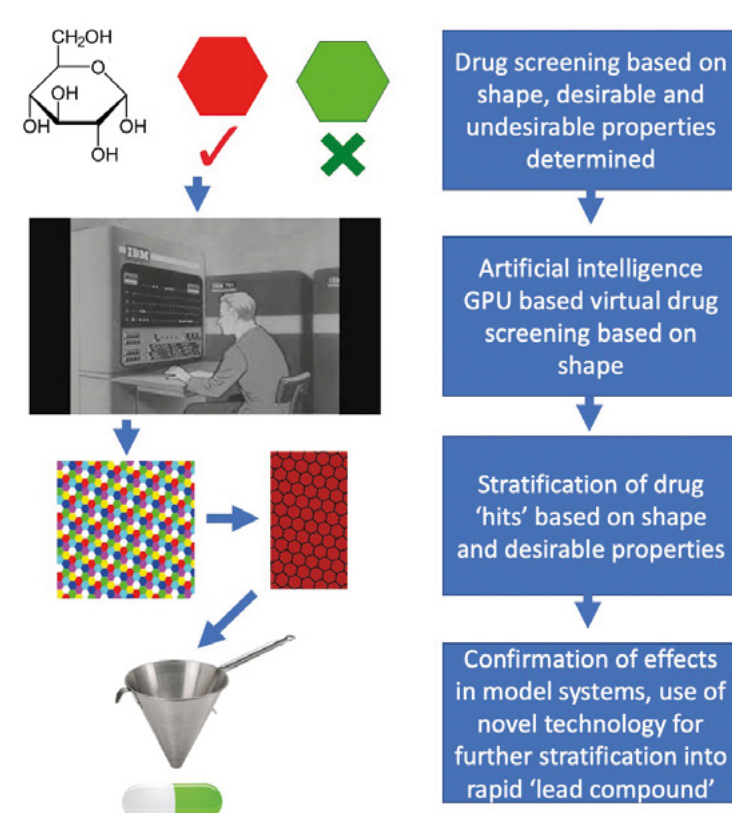 CH₂OH
O
OH
OH
OH
OH
IBM
Drug screening based on
shape, desirable and
undesirable properties
determined
Artificial intelligence
GPU based virtual drug
screening based on
shape
Stratification of drug
‘hits’ based on shape
and desirable properties
Confirmation of effects
in model systems, use of
novel technology for
further stratification into
rapid ‘lead compound’